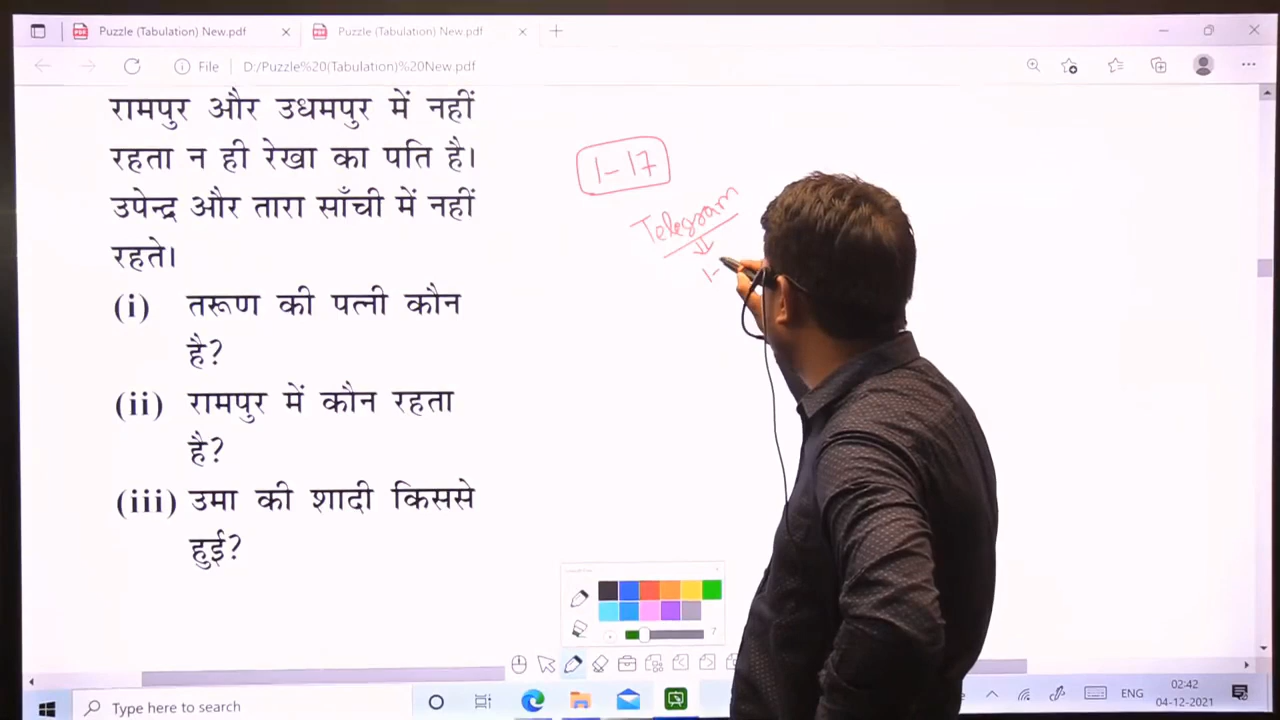 Puzzle (Tabulation) New.pdf
Puzzle (Tabulation) New.pdf
File D:/Puzzle%20(Tabulation)%20New.pdf
रामपुर और उधमपुर में नहीं
रहता न ही रेखा का पति है।
उपेन्द्र और तारा साँची में नहीं
रहते।
(i) तरूण की पत्नी कौन
है?
(ii) रामपुर में कौन रहता
है?
(iii) उमा की शादी किससे
हुई?
1-17
Telegram
1-
7
Type here to search
ENG
02:42
04-12-2021